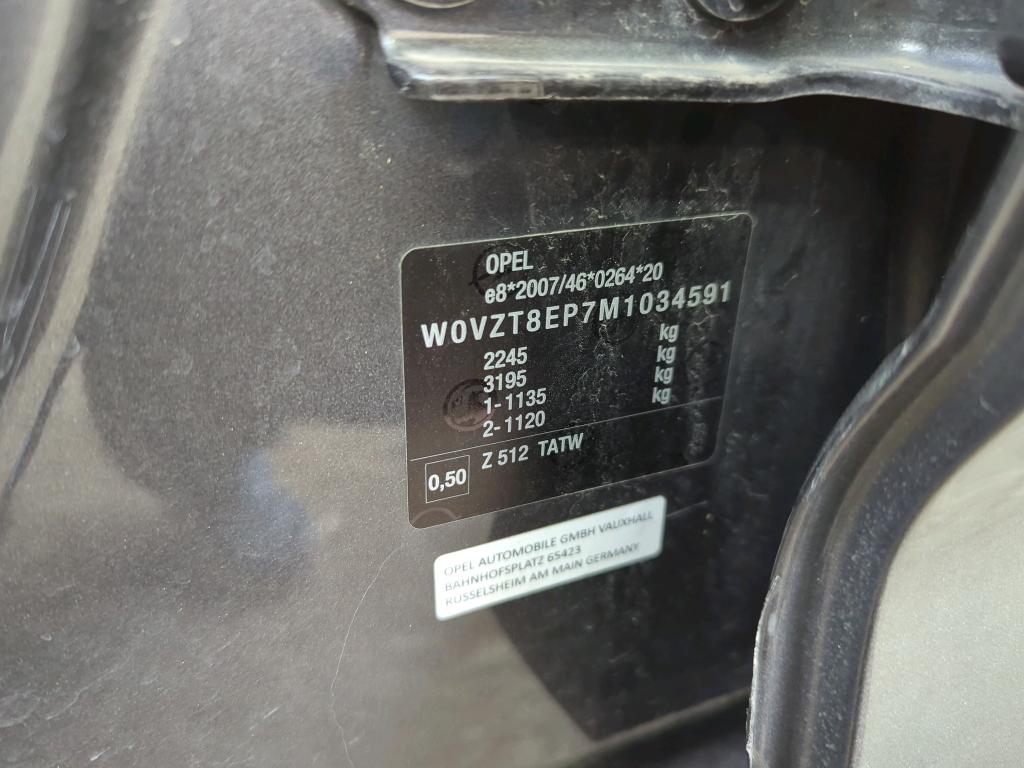 OPEL
e8*2007/46*0264*20
W0VZT8EP7M1034591
2245 kg
3195 kg
1-1135 kg
2-1120 kg
0,50 Z 512 TATW
OPEL AUTOMOBILE GMBH VAUXHALL
BAHNHOFSPLATZ 65423
RUSSELSHEIM AM MAIN GERMANY